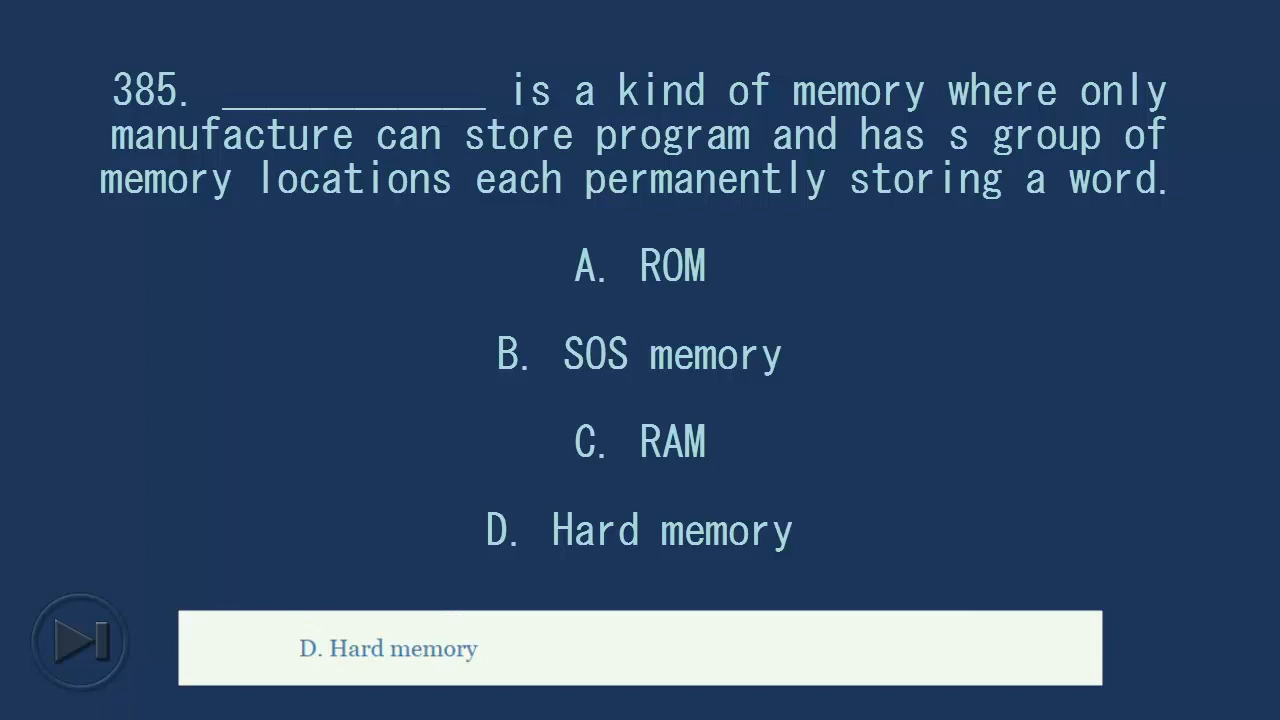 385. ____________ is a kind of memory where only
manufacture can store program and has s group of
memory locations each permanently storing a word.
A. ROM
B. SOS memory
C. RAM
D. Hard memory
D. Hard memory